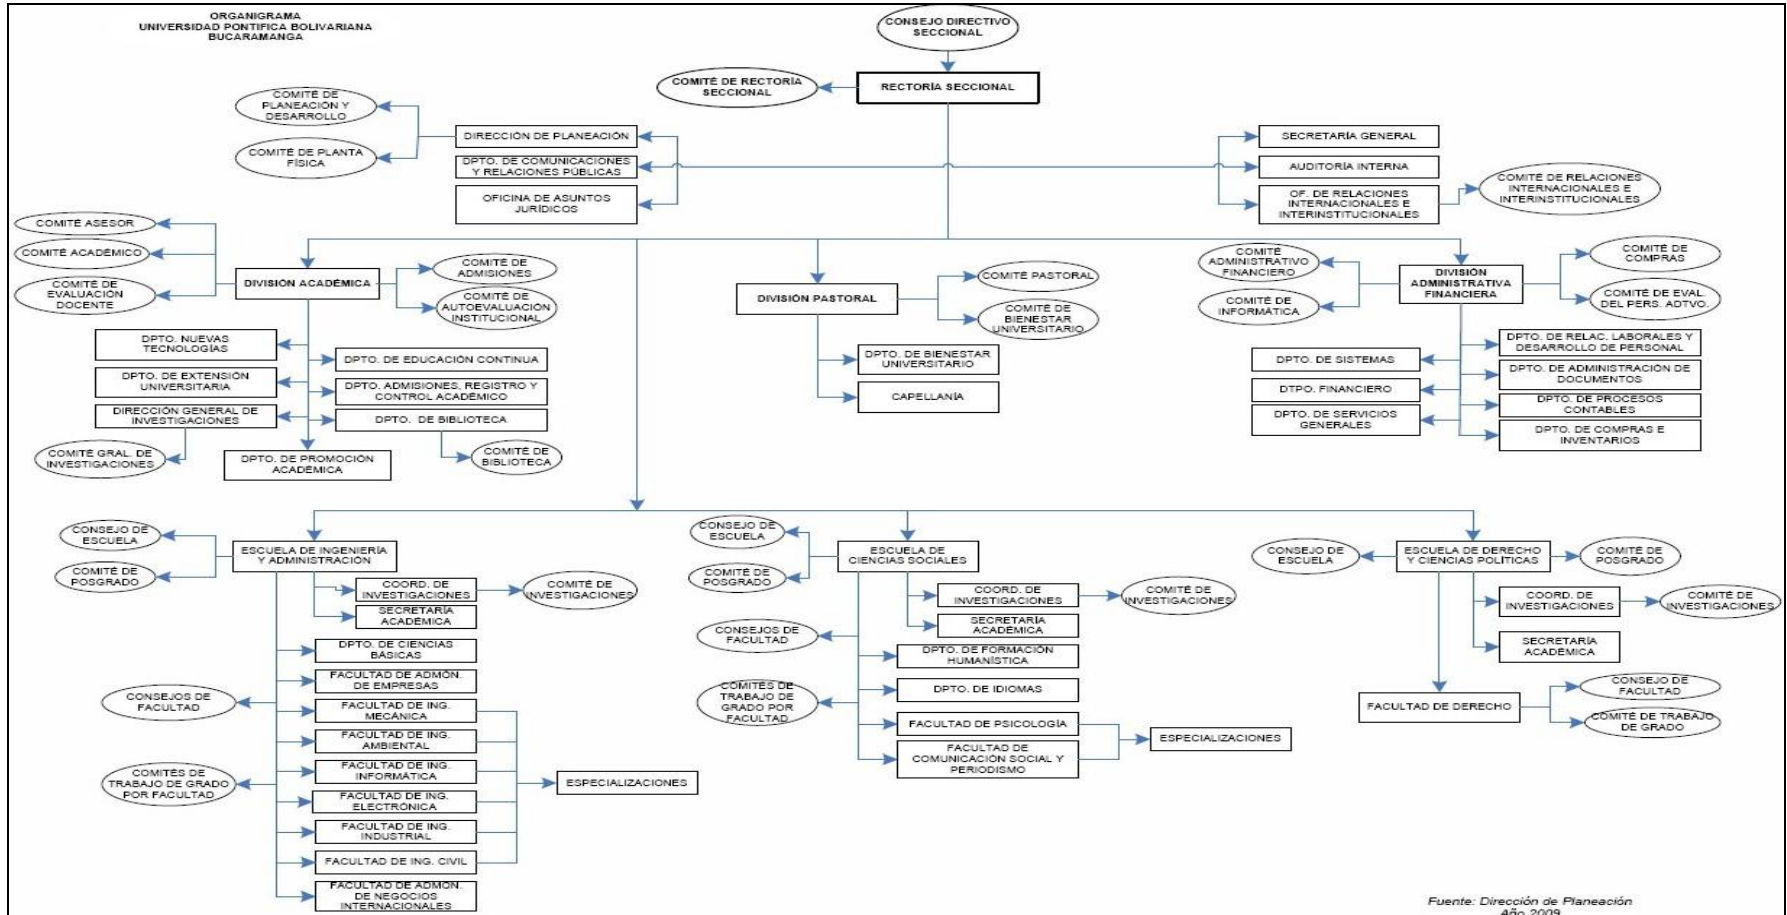 ORGANIGRAMA
UNIVERSIDAD PONTIFICA BOLIVARIANA
BUCARAMANGA
CONSEJO DIRECTIVO
SECCIONAL
COMITÉ DE RECTORÍA
SECCIONAL
RECTORÍA SECCIONAL
COMITÉ DE
PLANEACIÓN Y
DESARROLLO
COMITÉ DE PLANTA
FÍSICA
DIRECCIÓN DE PLANEACIÓN
DPTO. DE COMUNICACIONES
Y RELACIONES PÚBLICAS
OFICINA DE ASUNTOS
JURÍDICOS
SECRETARÍA GENERAL
AUDITORÍA INTERNA
OF. DE RELACIONES
INTERNACIONALES E
INTERINSTITUCIONALES
COMITÉ DE RELACIONES
INTERNACIONALES E
INTERINSTITUCIONALES
COMITÉ ASESOR
COMITÉ ACADÉMICO
COMITÉ DE
EVALUACIÓN
DOCENTE
DIVISIÓN ACADÉMICA
COMITÉ DE
ADMISIONES
COMITÉ DE
AUTOEVALUACIÓN
INSTITUCIONAL
DIVISIÓN PASTORAL
COMITÉ PASTORAL
COMITÉ DE
BIENESTAR
UNIVERSITARIO
COMITÉ
ADMINISTRATIVO
FINANCIERO
COMITÉ DE
INFORMÁTICA
DIVISIÓN
ADMINISTRATIVA
FINANCIERA
COMITÉ DE
COMPRAS
COMITÉ DE EVAL.
DEL PERS. ADTVO.
DPTO. NUEVAS
TECNOLOGÍAS
DPTO. DE EXTENSIÓN
UNIVERSITARIA
DIRECCIÓN GENERAL DE
INVESTIGACIONES
COMITÉ GRAL. DE
INVESTIGACIONES
DPTO. DE EDUCACIÓN CONTINUA
DPTO. ADMISIONES, REGISTRO Y
CONTROL ACADÉMICO
DPTO. DE BIBLIOTECA
COMITÉ DE
BIBLIOTECA
DPTO. DE PROMOCIÓN
ACADÉMICA
DPTO. DE BIENESTAR
UNIVERSITARIO
CAPELLANÍA
DPTO. DE SISTEMAS
DTPO. FINANCIERO
DPTO. DE SERVICIOS
GENERALES
DPTO. DE RELAC. LABORALES Y
DESARROLLO DE PERSONAL
DPTO. DE ADMINISTRACIÓN DE
DOCUMENTOS
DPTO. DE PROCESOS
CONTABLES
DPTO. DE COMPRAS E
INVENTARIOS
CONSEJO DE
ESCUELA
COMITÉ DE
POSGRADO
ESCUELA DE INGENIERÍA
Y ADMINISTRACIÓN
COORD. DE
INVESTIGACIONES
COMITÉ DE
INVESTIGACIONES
SECRETARÍA
ACADÉMICA
DPTO. DE CIENCIAS
BÁSICAS
FACULTAD DE ADMÓN.
DE EMPRESAS
CONSEJOS DE
FACULTAD
FACULTAD DE ING.
MECÁNICA
FACULTAD DE ING.
AMBIENTAL
FACULTAD DE ING.
INFORMÁTICA
COMITÉS DE
TRABAJO DE GRADO
POR FACULTAD
ESPECIALIZACIONES
FACULTAD DE ING.
ELECTRÓNICA
FACULTAD DE ING.
INDUSTRIAL
FACULTAD DE ING. CIVIL
FACULTAD DE ADMÓN.
DE NEGOCIOS
INTERNACIONALES
CONSEJO DE
ESCUELA
COMITÉ DE
POSGRADO
ESCUELA DE
CIENCIAS SOCIALES
COORD. DE
INVESTIGACIONES
COMITÉ DE
INVESTIGACIONES
SECRETARÍA
ACADÉMICA
CONSEJOS DE
FACULTAD
DPTO. DE FORMACIÓN
HUMANÍSTICA
COMITÉS DE
TRABAJO DE
GRADO POR
FACULTAD
DPTO. DE IDIOMAS
FACULTAD DE PSICOLOGÍA
FACULTAD DE
COMUNICACIÓN SOCIAL Y
PERIODISMO
ESPECIALIZACIONES
CONSEJO DE
ESCUELA
ESCUELA DE DERECHO
Y CIENCIAS POLÍTICAS
COMITÉ DE
POSGRADO
COORD. DE
INVESTIGACIONES
COMITÉ DE
INVESTIGACIONES
SECRETARÍA
ACADÉMICA
FACULTAD DE DERECHO
CONSEJO DE
FACULTAD
COMITÉ DE TRABAJO
DE GRADO
Fuente: Dirección de Planeación
Año 2009